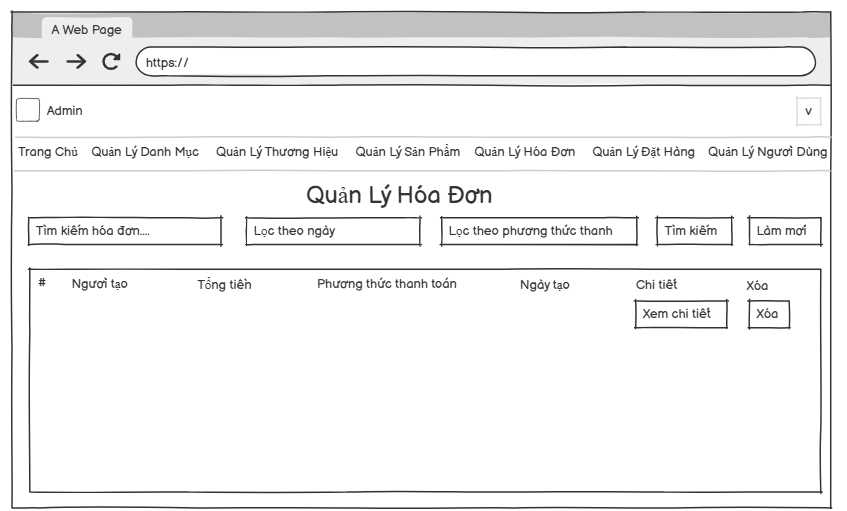 A Web Page
https://
Admin
v
Trang Chủ Quản Lý Danh Mục Quản Lý Thương Hiệu Quản Lý Sản Phẩm Quản Lý Hóa Đơn Quản Lý Đặt Hàng Quản Lý Người Dùng
Quản Lý Hóa Đơn
Tìm kiếm hóa đơn.... Lọc theo ngày Lọc theo phương thức thanh Tìm kiếm Làm mới
# Người tạo Tổng tiền Phương thức thanh toán Ngày tạo Chi tiết Xóa
Xem chi tiết Xóa